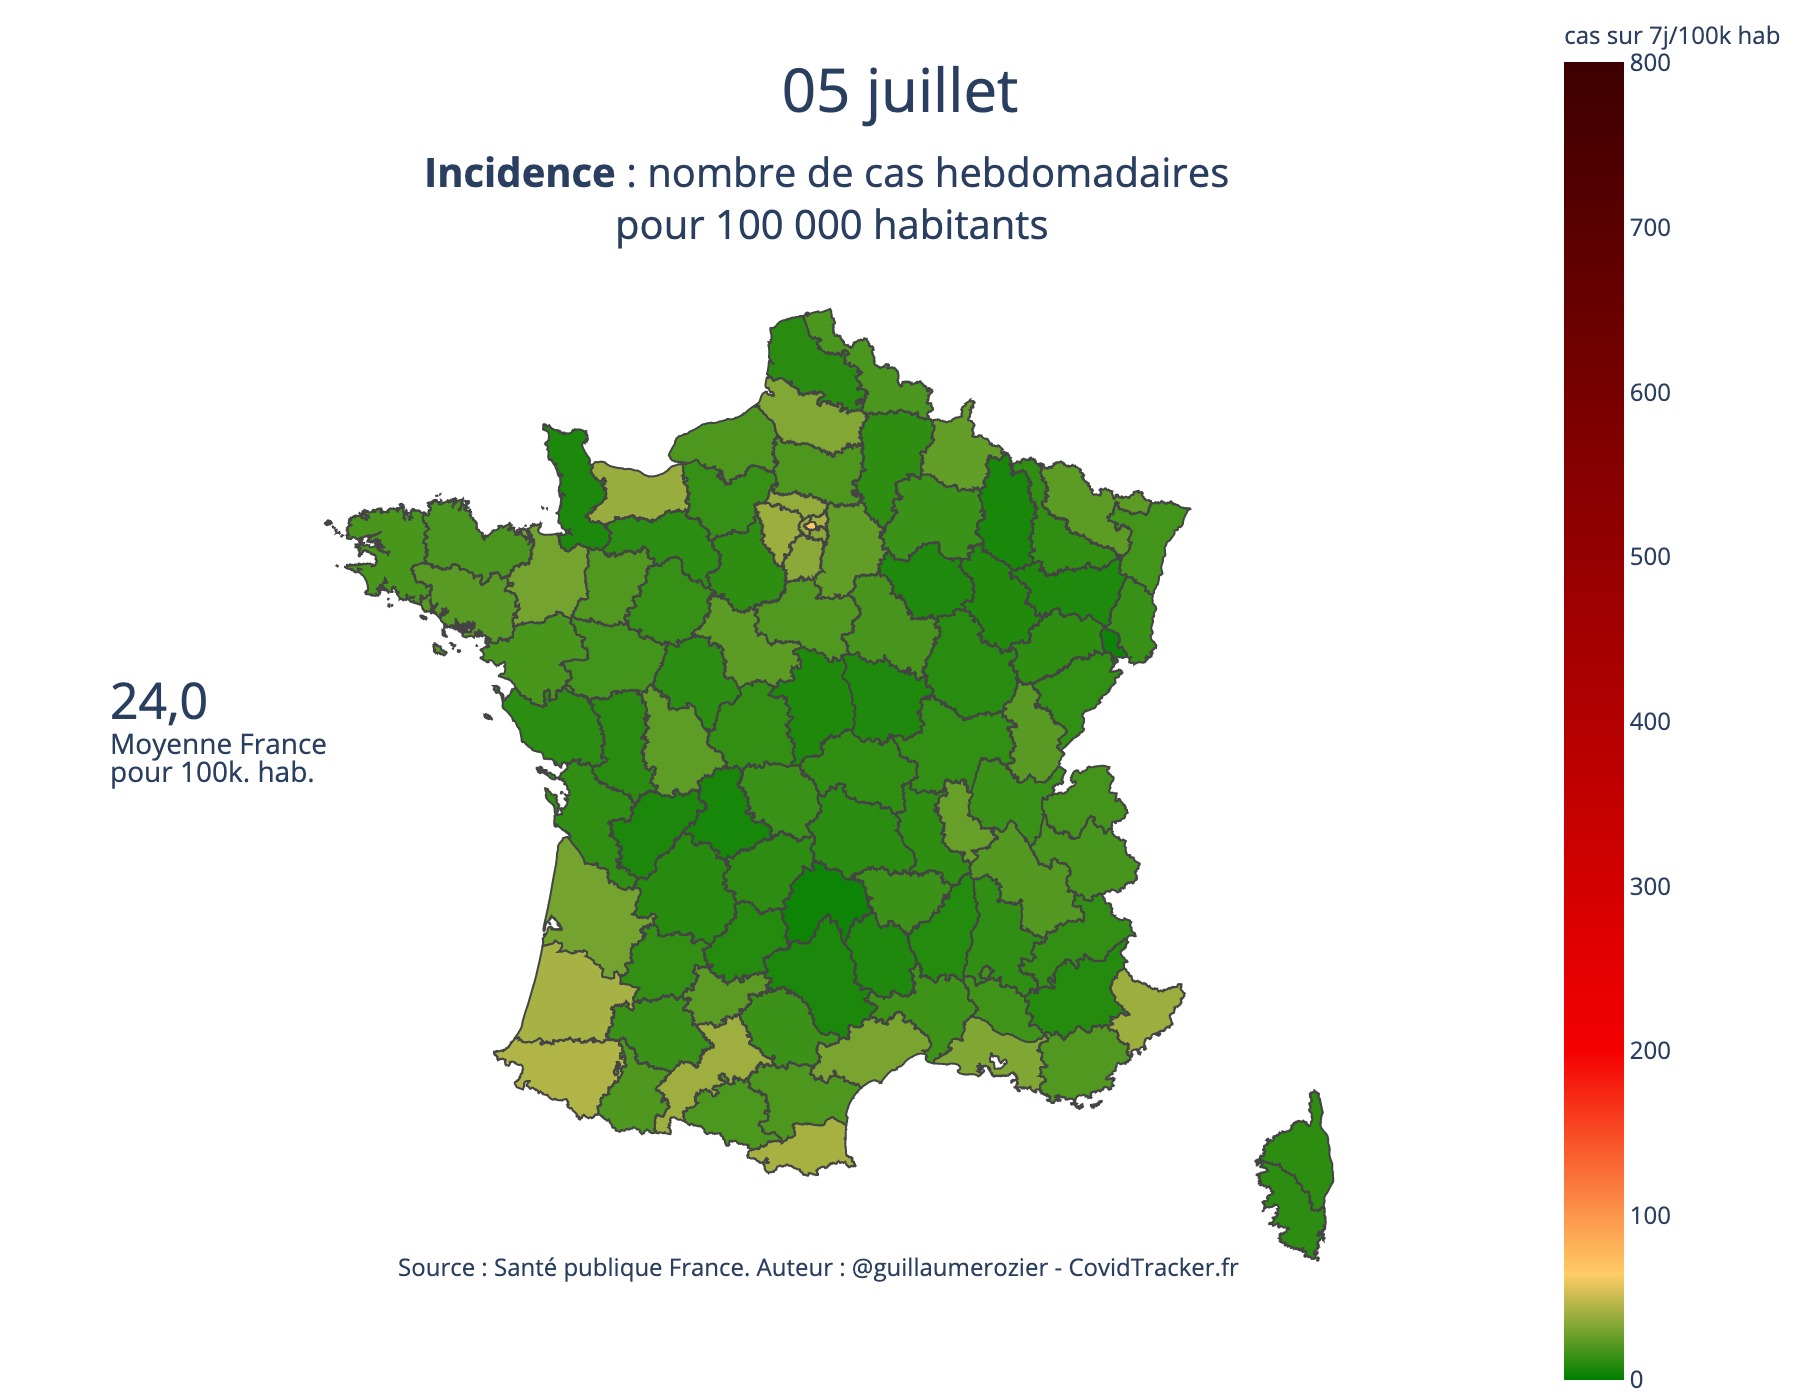 cas sur 7j/100k hab
05 juillet
Incidence : nombre de cas hebdomadaires
pour 100 000 habitants
24,0
Moyenne France
pour 100k. hab.
800
700
600
500
400
300
200
100
0
Source : Santé publique France. Auteur : @guillaumerozier - CovidTracker.fr